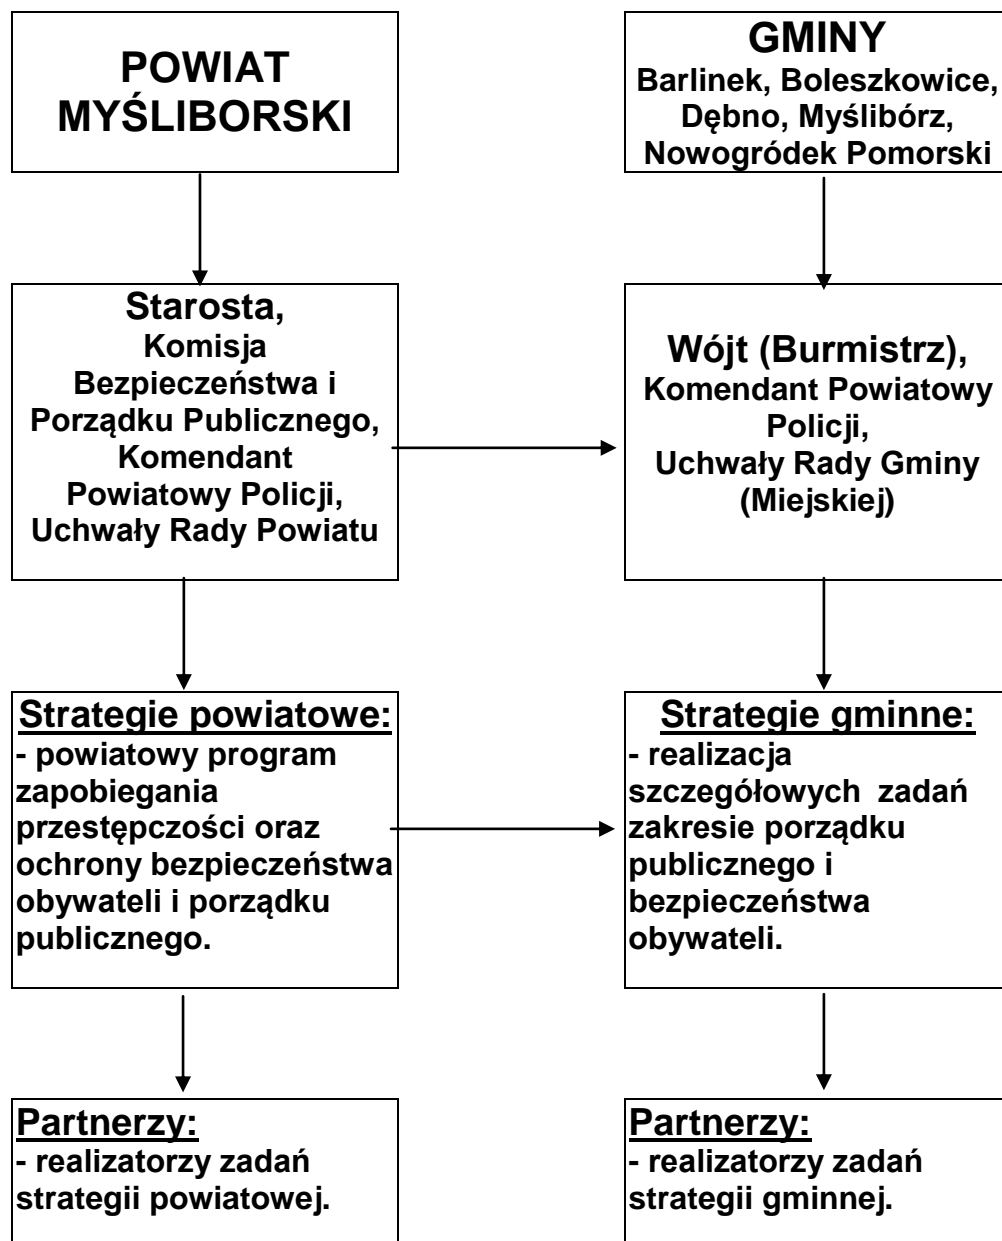 POWIAT
MYŚLIBORSKI
GMINY
Barlinek, Boleszkowice,
Dębno, Myślibórz,
Nowogródek Pomorski
Starosta,
Komisja
Bezpieczeństwa i
Porządku Publicznego,
Komendant
Powiatowy Policji,
Uchwały Rady Powiatu
Wójt (Burmistrz),
Komendant Powiatowy
Policji,
Uchwały Rady Gminy
(Miejskiej)
Strategie powiatowe:
- powiatowy program
zapobiegania
przestępczości oraz
ochrony bezpieczeństwa
obywateli i porządku
publicznego.
Strategie gminne:
- realizacja
szczegółowych  zadań
zakresie porządku
publicznego i
bezpieczeństwa
obywateli.
Partnerzy:
- realizatorzy zadań
strategii powiatowej.
Partnerzy:
- realizatorzy zadań
strategii gminnej.